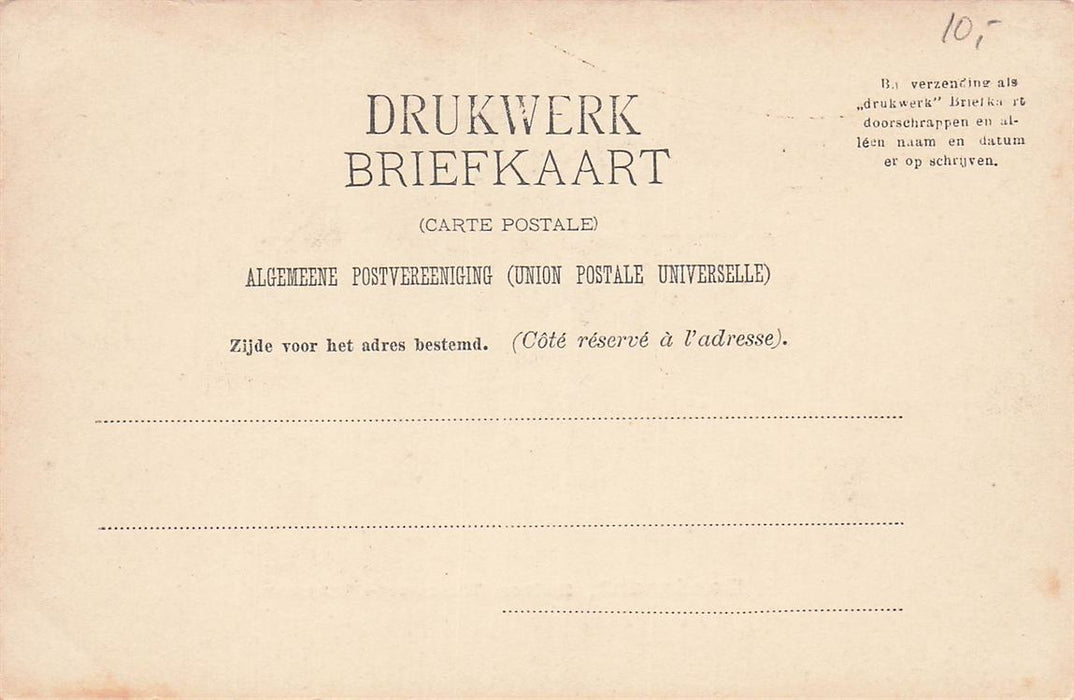 10,-
Bij verzending als
„drukwerk” Briefkaart
doorschrappen en al-
léén naam en datum
er op schrijven.
DRUKWERK
BRIEFKAART
(CARTE POSTALE)
ALGEMEENE POSTVEREENIGING (UNION POSTALE UNIVERSELLE)
Zijde voor het adres bestemd. (Côté réservé à l'adresse).